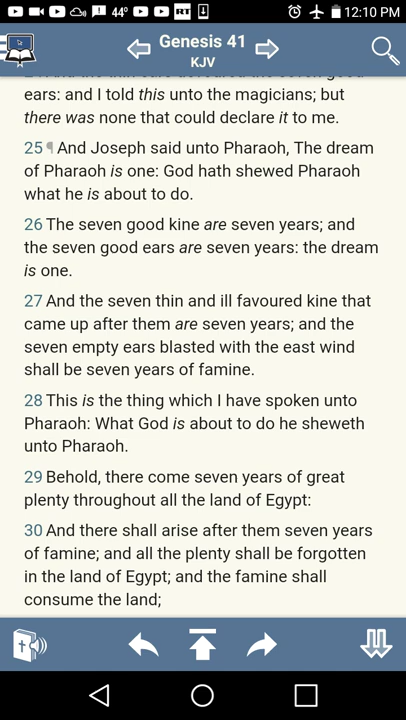 44° RT 12:10 PM
Genesis 41
KJV
ears: and I told this unto the magicians; but
there was none that could declare it to me.
25 ¶ And Joseph said unto Pharaoh, The dream
of Pharaoh is one: God hath shewed Pharaoh
what he is about to do.
26 The seven good kine are seven years; and
the seven good ears are seven years: the dream
is one.
27 And the seven thin and ill favoured kine that
came up after them are seven years; and the
seven empty ears blasted with the east wind
shall be seven years of famine.
28 This is the thing which I have spoken unto
Pharaoh: What God is about to do he sheweth
unto Pharaoh.
29 Behold, there come seven years of great
plenty throughout all the land of Egypt:
30 And there shall arise after them seven years
of famine; and all the plenty shall be forgotten
in the land of Egypt; and the famine shall
consume the land;